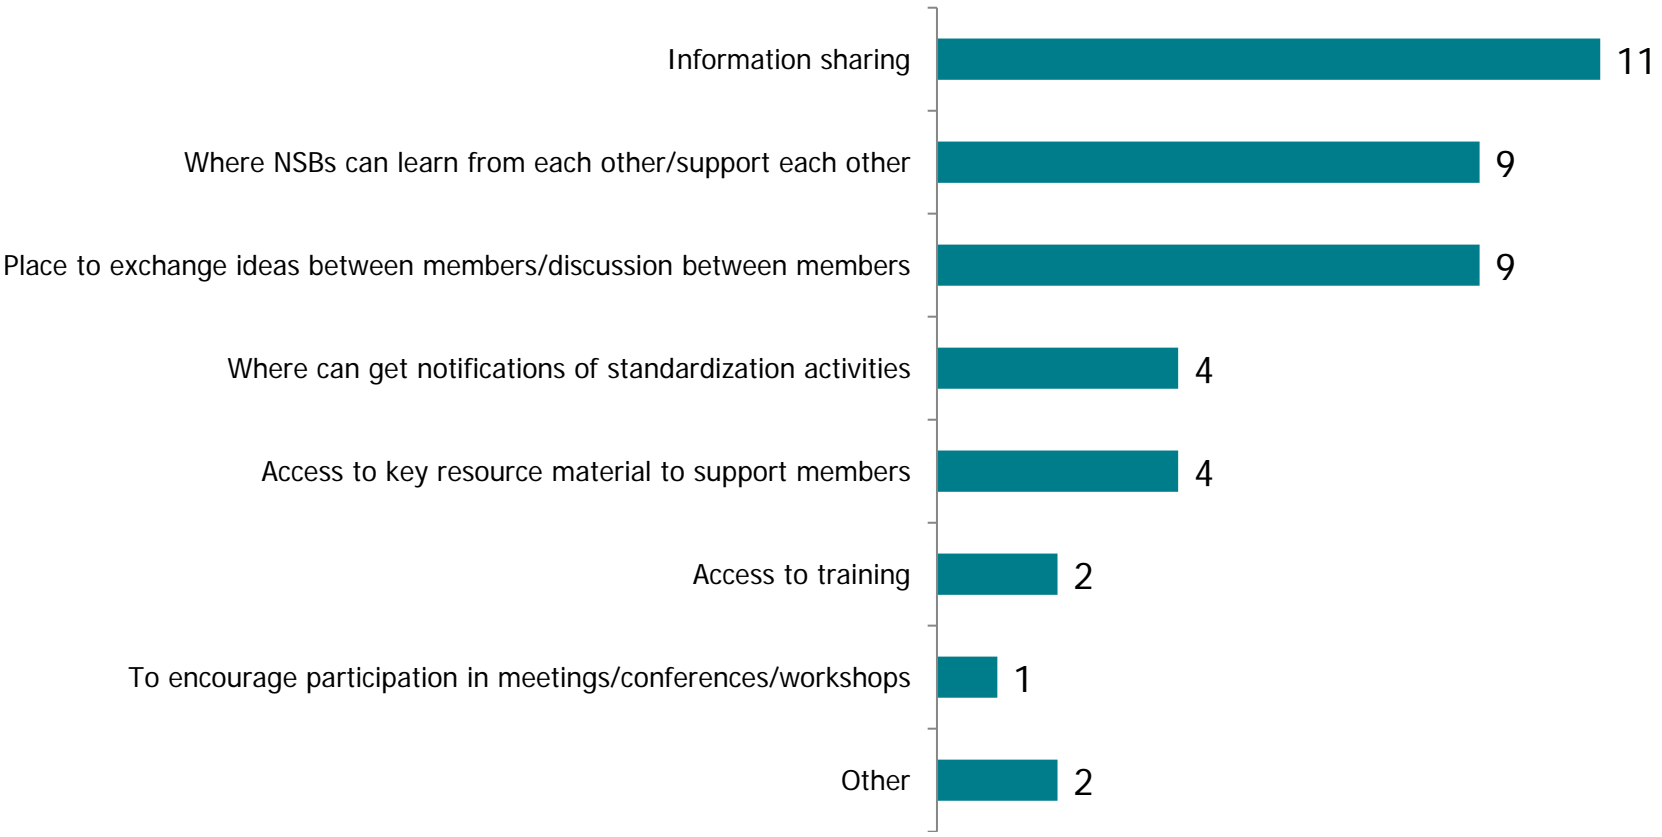 Information sharing 11
Where NSBs can learn from each other/support each other 9
Place to exchange ideas between members/discussion between members 9
Where can get notifications of standardization activities 4
Access to key resource material to support members 4
Access to training 2
To encourage participation in meetings/conferences/workshops 1
Other 2